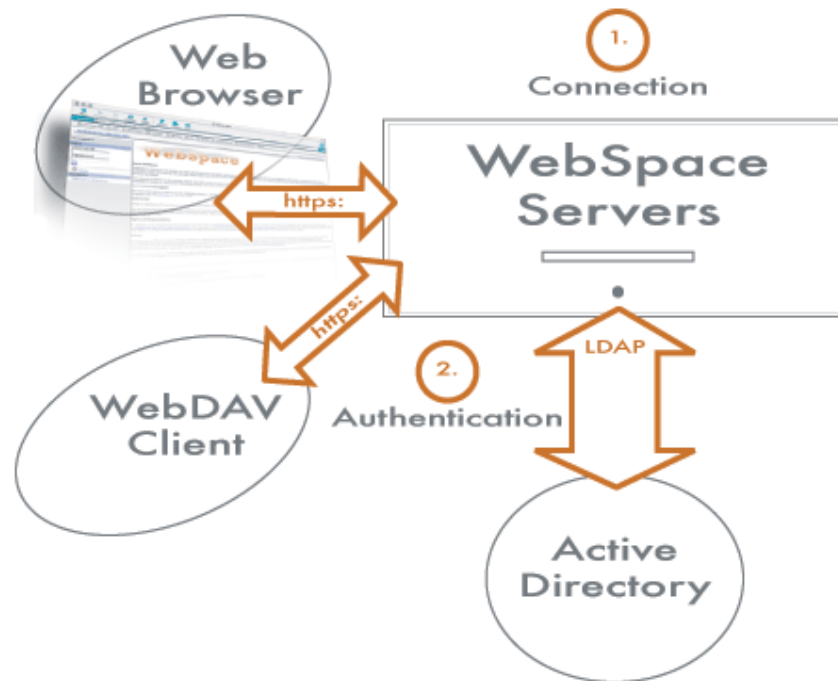 Web
Browser
1.
Connection
WebSpace
WebSpace
Servers
https:
https:
LDAP
2.
Authentication
WebDAV
Client
Active
Directory